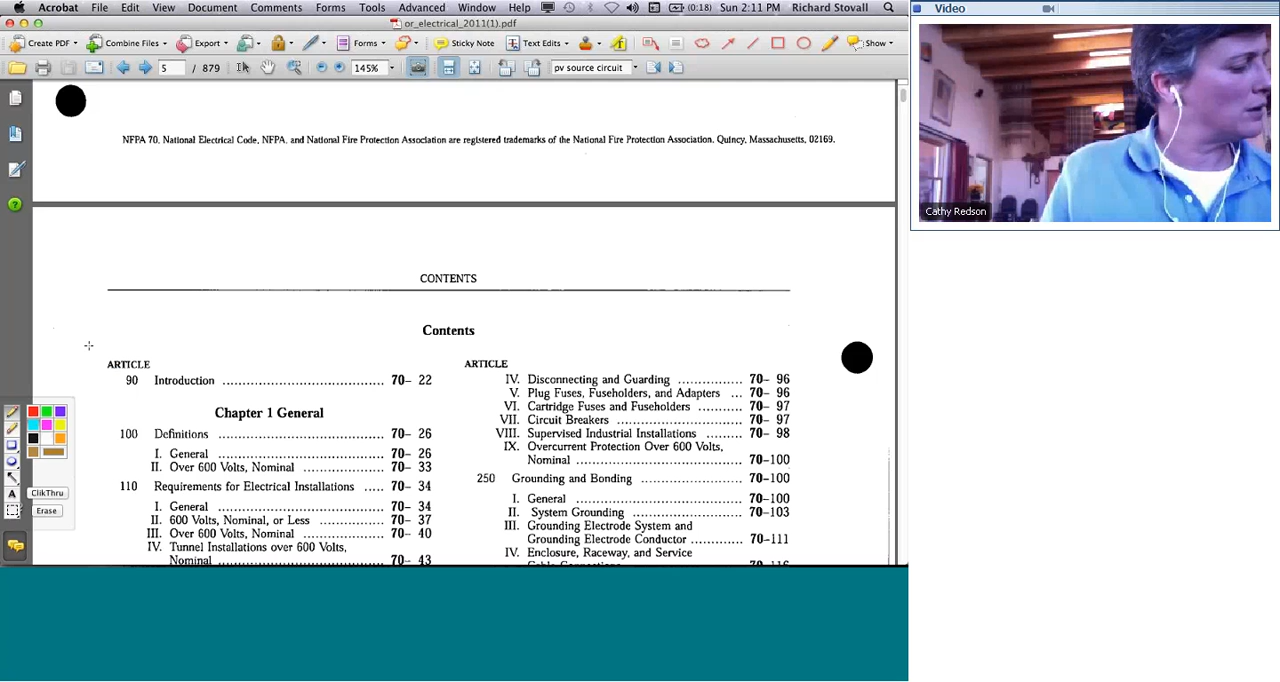 Acrobat File Edit View Document Comments Forms Tools Advanced Window Help (0:18) Sun 2:11 PM Richard Stovall
or_electrical_2011(1).pdf
Create PDF Combine Files Export Forms Sticky Note Text Edits Show
5 / 879 145% pv source circuit
NFPA 70, National Electrical Code, NFPA, and National Fire Protection Association are registered trademarks of the National Fire Protection Association, Quincy, Massachusetts, 02169.
CONTENTS
Contents
ARTICLE
90 Introduction ........................................ 70– 22
Chapter 1 General
100 Definitions ........................................ 70– 26
I. General ........................................ 70– 26
II. Over 600 Volts, Nominal ................... 70– 33
110 Requirements for Electrical Installations ..... 70– 34
I. General ........................................ 70– 34
II. 600 Volts, Nominal, or Less ................ 70– 37
III. Over 600 Volts, Nominal ................... 70– 40
IV. Tunnel Installations over 600 Volts,
Nominal ........................................ 70– 43
ARTICLE
IV. Disconnecting and Guarding ............... 70– 96
V. Plug Fuses, Fuseholders, and Adapters ... 70– 96
VI. Cartridge Fuses and Fuseholders .......... 70– 97
VII. Circuit Breakers ............................. 70– 97
VIII. Supervised Industrial Installations ........ 70– 98
IX. Overcurrent Protection Over 600 Volts,
Nominal ........................................ 70–100
250 Grounding and Bonding ....................... 70–100
I. General ........................................ 70–100
II. System Grounding .......................... 70–103
III. Grounding Electrode System and
Grounding Electrode Conductor ............ 70–111
IV. Enclosure, Raceway, and Service
Cable Connections ........................... 70–116
A
ClikThru
Erase
Video
Cathy Redson